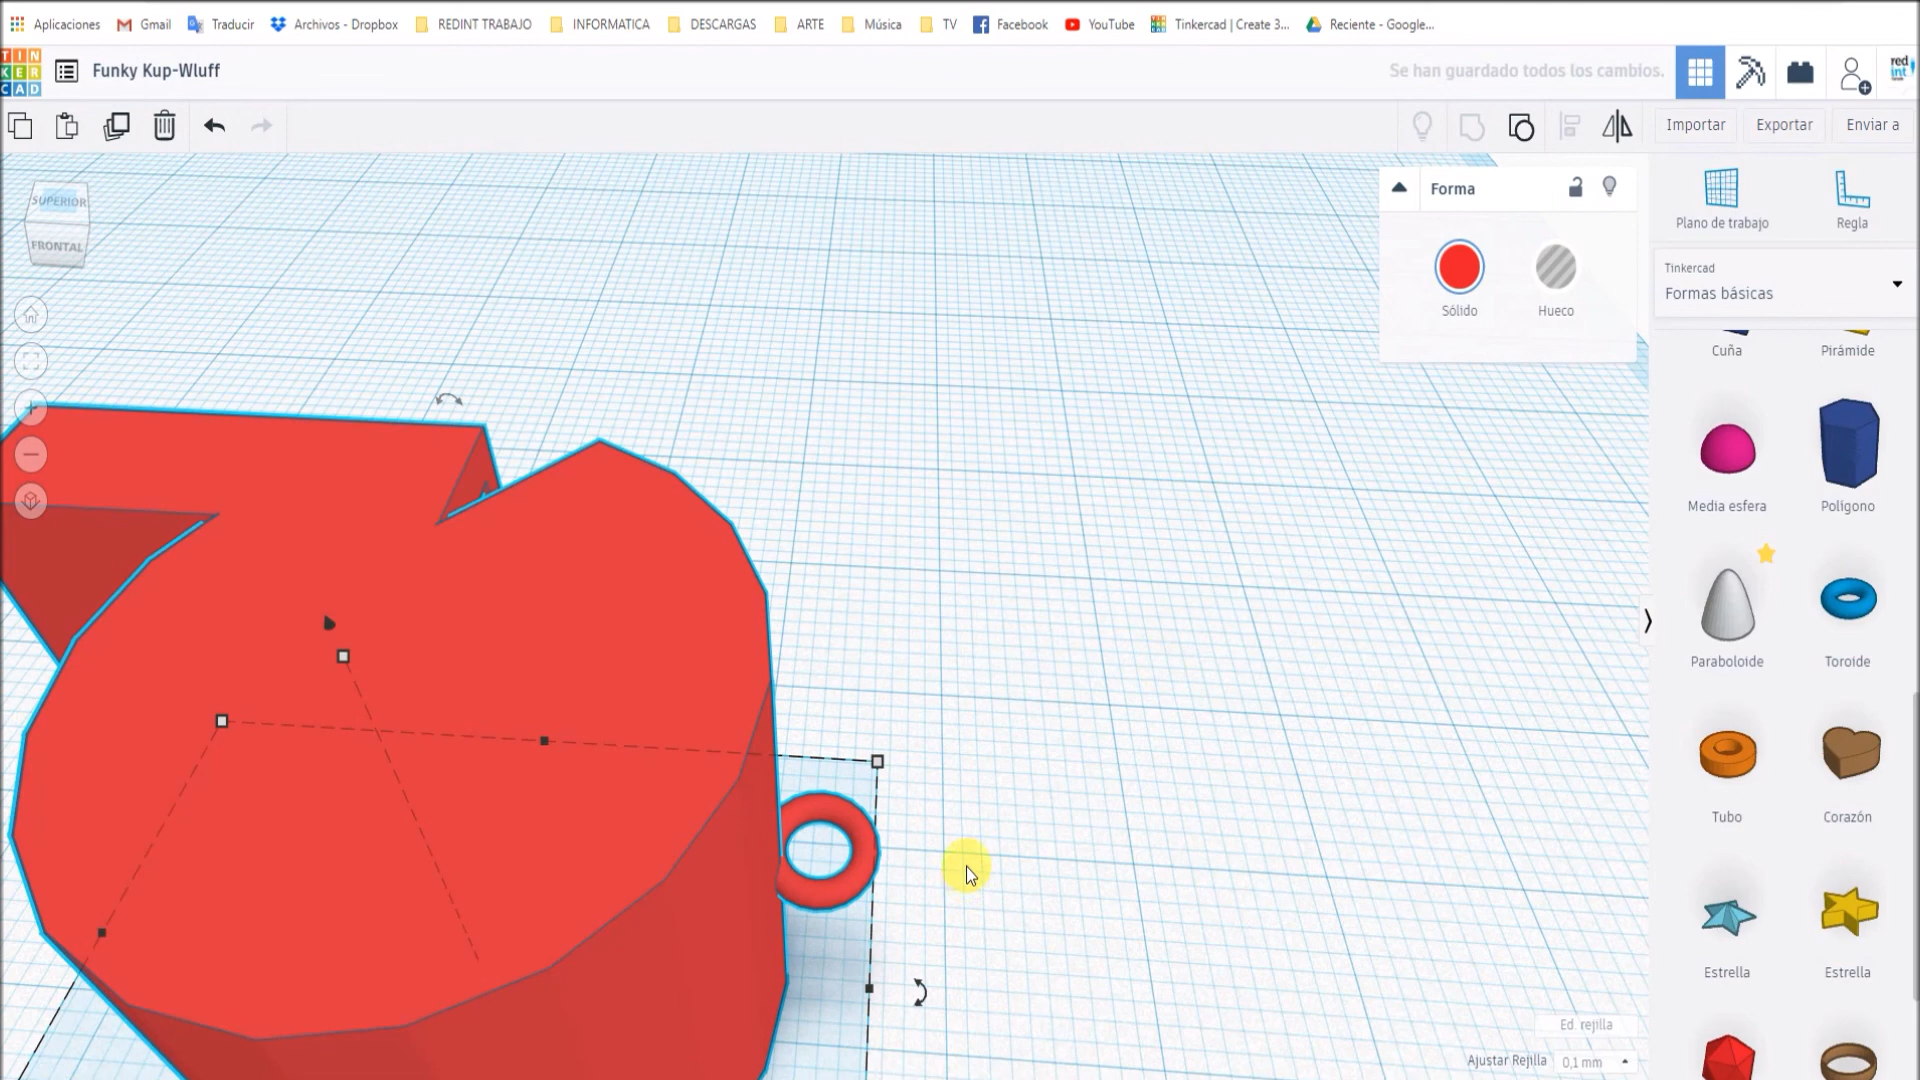 Aplicaciones Gmail Traducir Archivos - Dropbox REDINT TRABAJO INFORMATICA DESCARGAS ARTE Música TV Facebook YouTube Tinkercad | Create 3... Reciente - Google...
TIN
KER
CAD
Funky Kup-Wluff
Se han guardado todos los cambios.
red
int
Importar
Exportar
Enviar a
SUPERIOR
FRONTAL
Forma
Sólido
Hueco
Plano de trabajo
Regla
Tinkercad
Formas básicas
Cuña
Pirámide
Media esfera
Polígono
Paraboloide
Toroide
Tubo
Corazón
Estrella
Estrella
Ed. rejilla
Ajustar Rejilla 0,1 mm